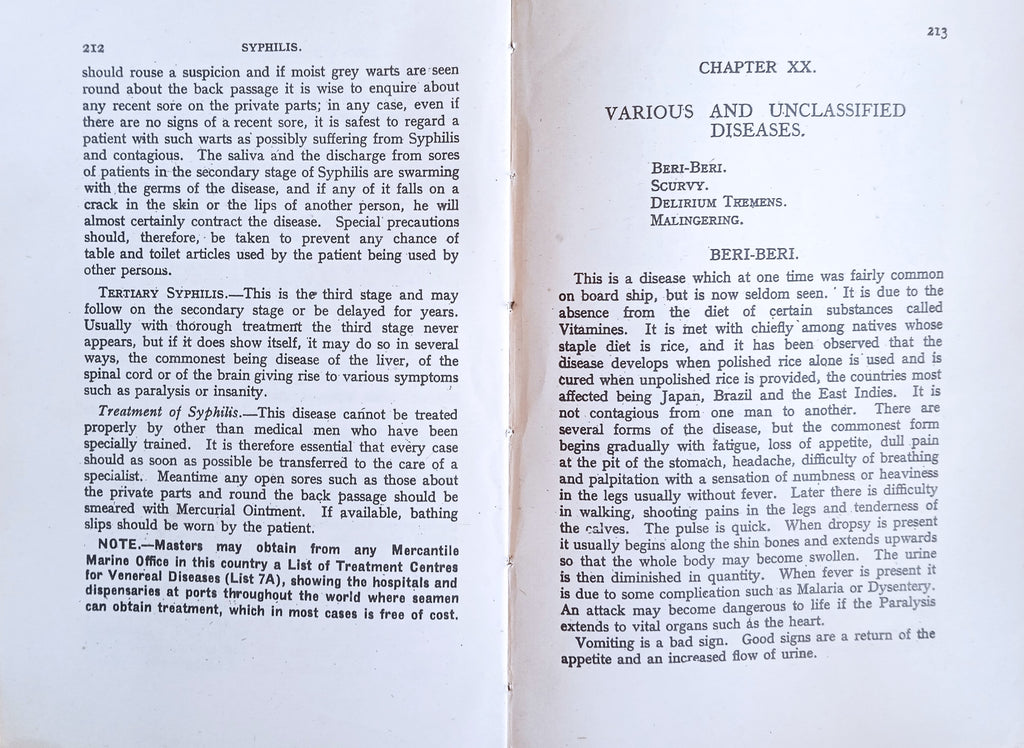 212
SYPHILIS.
should rouse a suspicion and if moist grey warts are seen
round about the back passage it is wise to enquire about
any recent sore on the private parts; in any case, even if
there are no signs of a recent sore, it is safest to regard a
patient with such warts as possibly suffering from Syphilis
and contagious. The saliva and the discharge from sores
of patients in the secondary stage of Syphilis are swarming
with the germs of the disease, and if any of it falls on a
crack in the skin or the lips of another person, he will
almost certainly contract the disease. Special precautions
should, therefore, be taken to prevent any chance of
table and toilet articles used by the patient being used by
other persons.
TERTIARY SYPHILIS.—This is the third stage and may
follow on the secondary stage or be delayed for years.
Usually with thorough treatment the third stage never
appears, but if it does show itself, it may do so in several
ways, the commonest being disease of the liver, of the
spinal cord or of the brain giving rise to various symptoms
such as paralysis or insanity.
Treatment of Syphilis.—This disease cannot be treated
properly by other than medical men who have been
specially trained. It is therefore essential that every case
should as soon as possible be transferred to the care of a
specialist. Meantime any open sores such as those about
the private parts and round the back passage should be
smeared with Mercurial Ointment. If available, bathing
slips should be worn by the patient.
NOTE.—Masters may obtain from any Mercantile
Marine Office in this country a List of Treatment Centres
for Venereal Diseases (List 7A), showing the hospitals and
dispensaries at ports throughout the world where seamen
can obtain treatment, which in most cases is free of cost.
213
CHAPTER XX.
VARIOUS AND UNCLASSIFIED
DISEASES.
BERI-BERI.
SCURVY.
DELIRIUM TREMENS.
MALINGERING.
BERI-BERI.
This is a disease which at one time was fairly common
on board ship, but is now seldom seen. It is due to the
absence from the diet of certain substances called
Vitamines. It is met with chiefly among natives whose
staple diet is rice, and it has been observed that the
disease develops when polished rice alone is used and is
cured when unpolished rice is provided, the countries most
affected being Japan, Brazil and the East Indies. It is
not contagious from one man to another. There are
several forms of the disease, but the commonest form
begins gradually with fatigue, loss of appetite, dull pain
at the pit of the stomach, headache, difficulty of breathing
and palpitation with a sensation of numbness or heaviness
in the legs usually without fever. Later there is difficulty
in walking, shooting pains in the legs and tenderness of
the calves. The pulse is quick. When dropsy is present
it usually begins along the shin bones and extends upwards
so that the whole body may become swollen. The urine
is then diminished in quantity. When fever is present it
is due to some complication such as Malaria or Dysentery.
An attack may become dangerous to life if the Paralysis
extends to vital organs such as the heart.
Vomiting is a bad sign. Good signs are a return of the
appetite and an increased flow of urine.